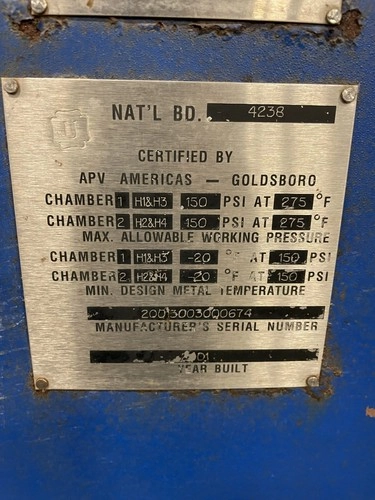 NAT'L BD. 4238
U
CERTIFIED BY
APV AMERICAS — GOLDSBORO
CHAMBER 1 H1&H3 150 PSI AT 275 °F
CHAMBER 2 H2&H4 150 PSI AT 275 °F
MAX. ALLOWABLE WORKING PRESSURE
CHAMBER 1 H1&H3 -20 °F AT 150 PSI
CHAMBER 2 H2&H4 -20 °F AT 150 PSI
MIN. DESIGN METAL TEMPERATURE
MANUFACTURER'S SERIAL NUMBER
YEAR BUILT